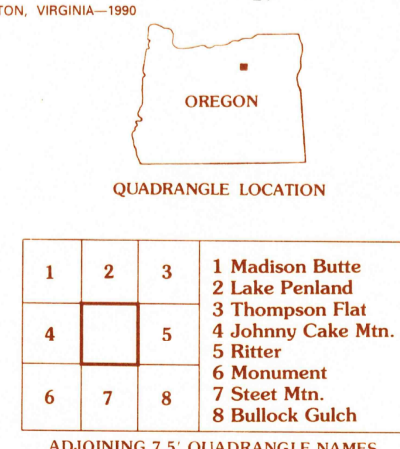 TON, VIRGINIA—1990
OREGON
QUADRANGLE LOCATION
1 2 3
4 5
6 7 8
1 Madison Butte
2 Lake Penland
3 Thompson Flat
4 Johnny Cake Mtn.
5 Ritter
6 Monument
7 Steet Mtn.
8 Bullock Gulch
ADJOINING 7.5' QUADRANGLE NAMES